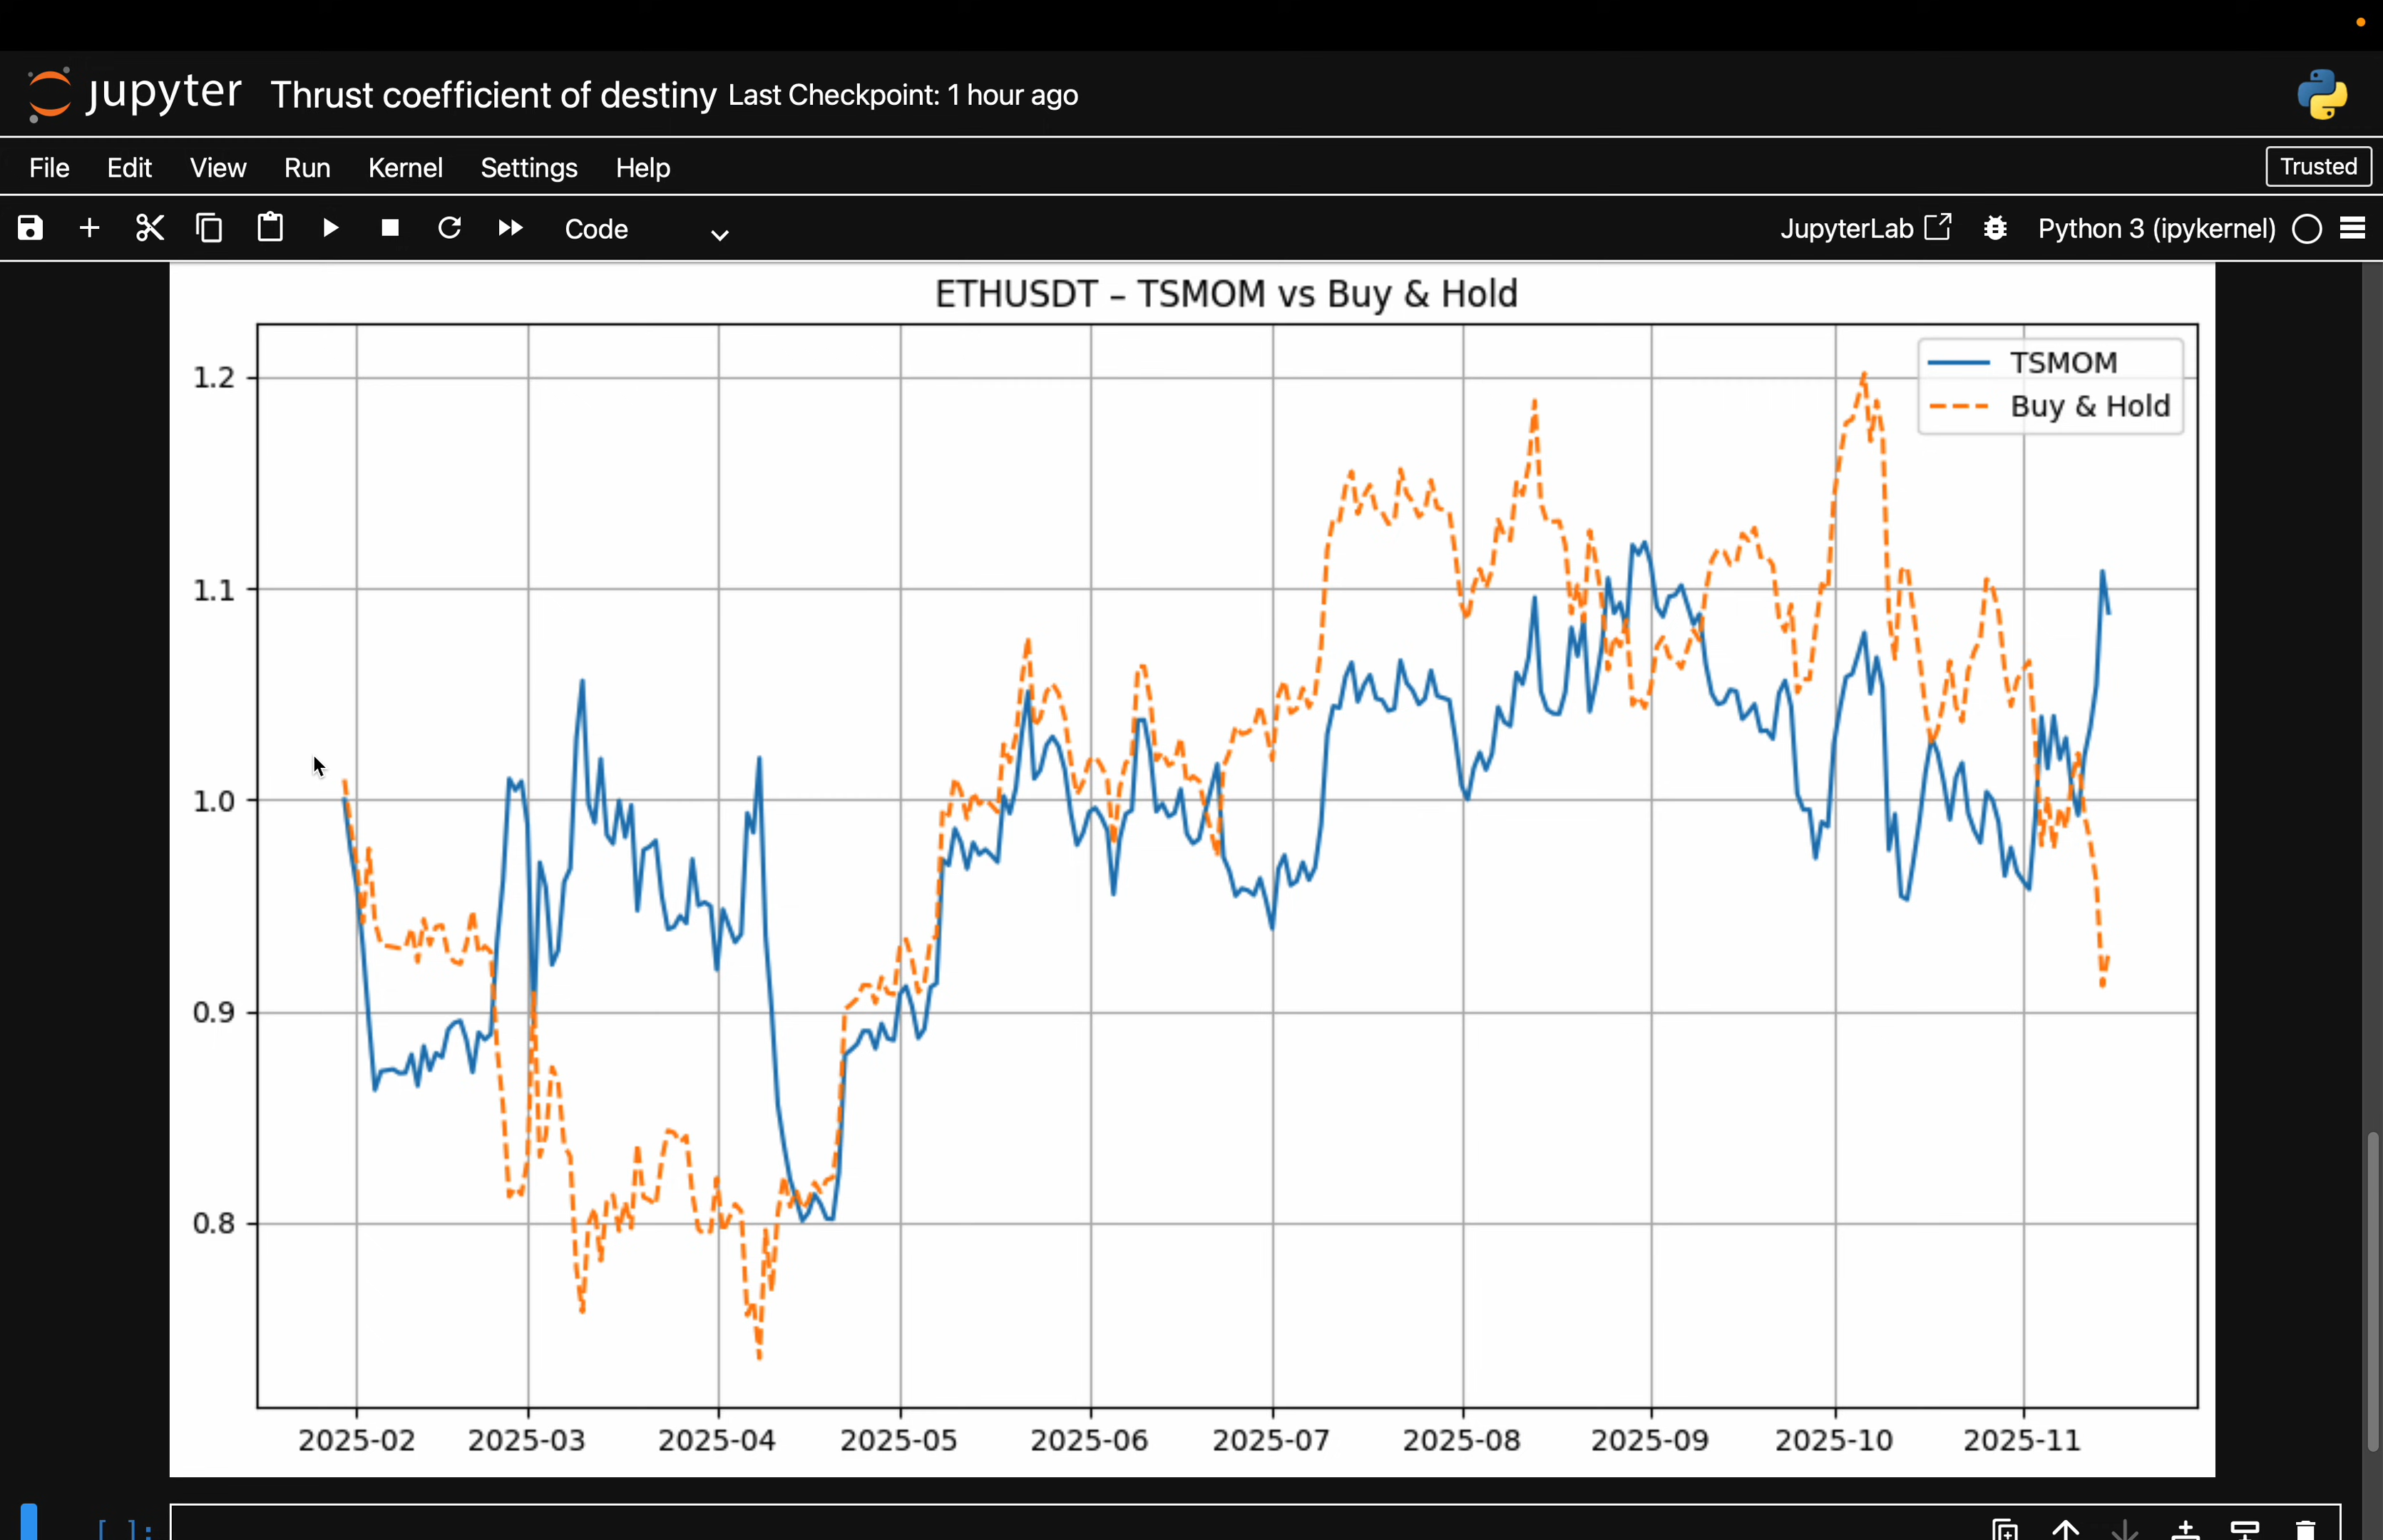 jupyter Thrust coefficient of destiny Last Checkpoint: 1 hour ago
File Edit View Run Kernel Settings Help Trusted
Code JupyterLab Python 3 (ipykernel)
ETHUSDT – TSMOM vs Buy & Hold
TSMOM
Buy & Hold
1.2
1.1
1.0
0.9
0.8
2025-02 2025-03 2025-04 2025-05 2025-06 2025-07 2025-08 2025-09 2025-10 2025-11
[ ]: